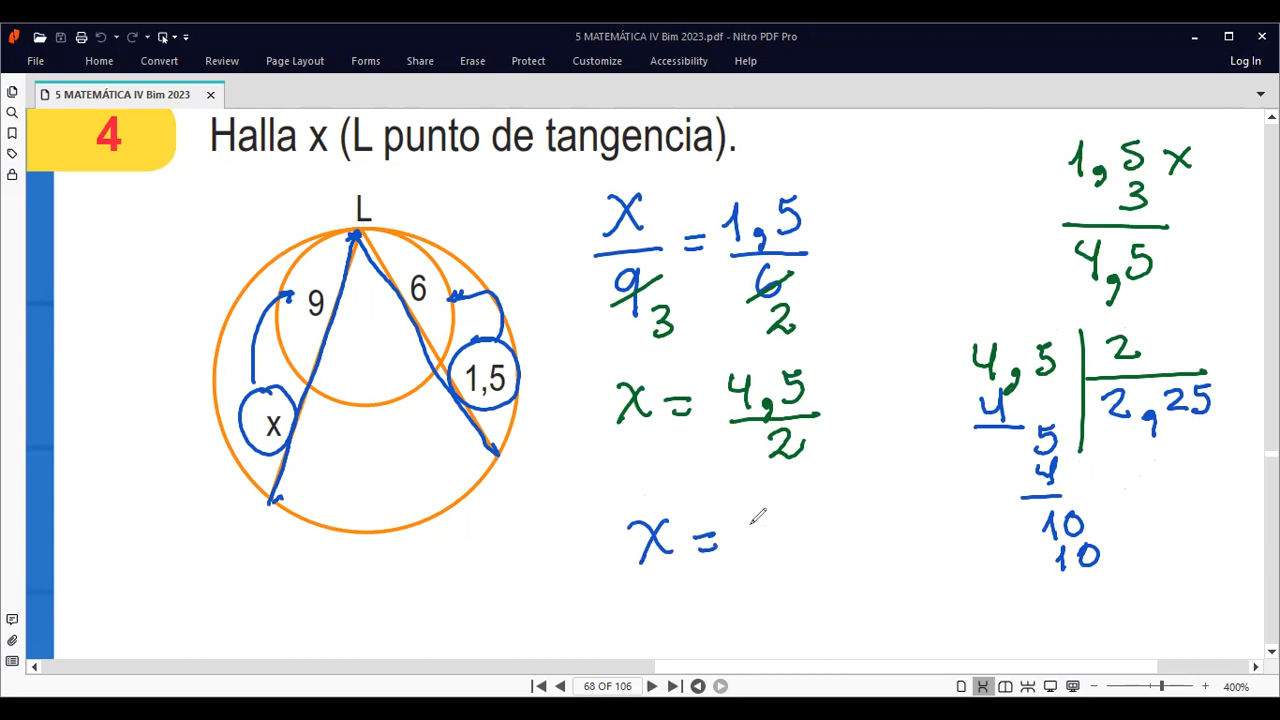 5 MATEMÁTICA IV Bim 2023.pdf - Nitro PDF Pro
File Home Convert Review Page Layout Forms Share Erase Protect Customize Accessibility Help Log In
5 MATEMÁTICA IV Bim 2023
4 Halla x (L punto de tangencia).
L
9
6
x
1,5
x/9 = 1,5/6
3 2
x = 4,5/2
x =
1,5 x
3
4,5
4,5 | 2
4 2,25
5
4
10
10
68 OF 106
400%